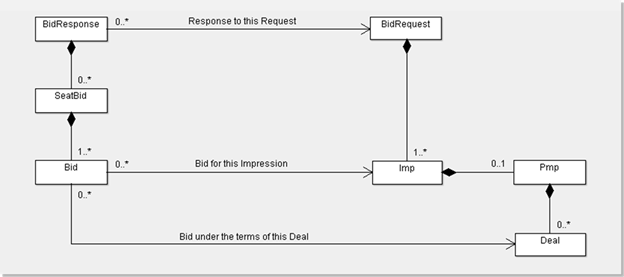 BidResponse
0..*
Response to this Request
BidRequest
0..*
SeatBid
1..*
1..*
Bid
0..*
Bid for this Impression
Imp
0..1
Pmp
0..*
0..*
Bid under the terms of this Deal
Deal